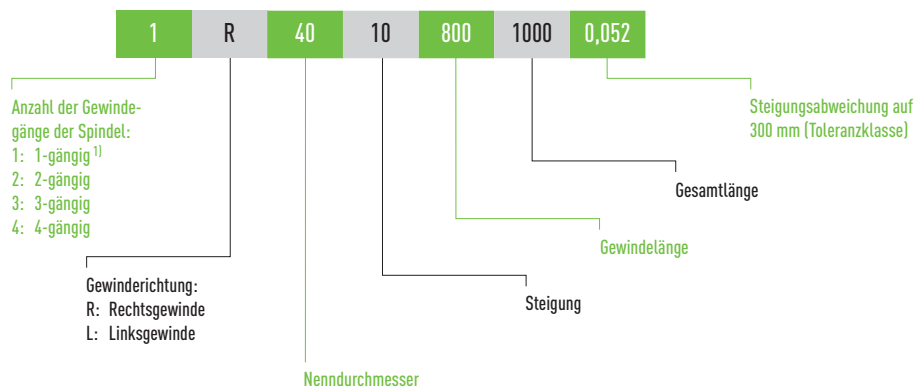 1 R 40 10 800 1000 0,052
Anzahl der Gewinde-
gänge der Spindel:
1: 1-gängig 1)
2: 2-gängig
3: 3-gängig
4: 4-gängig
Steigungsabweichung auf
300 mm (Toleranzklasse)
Gesamtlänge
Gewindelänge
Gewinderichtung:
R: Rechtsgewinde
L: Linksgewinde
Steigung
Nenndurchmesser